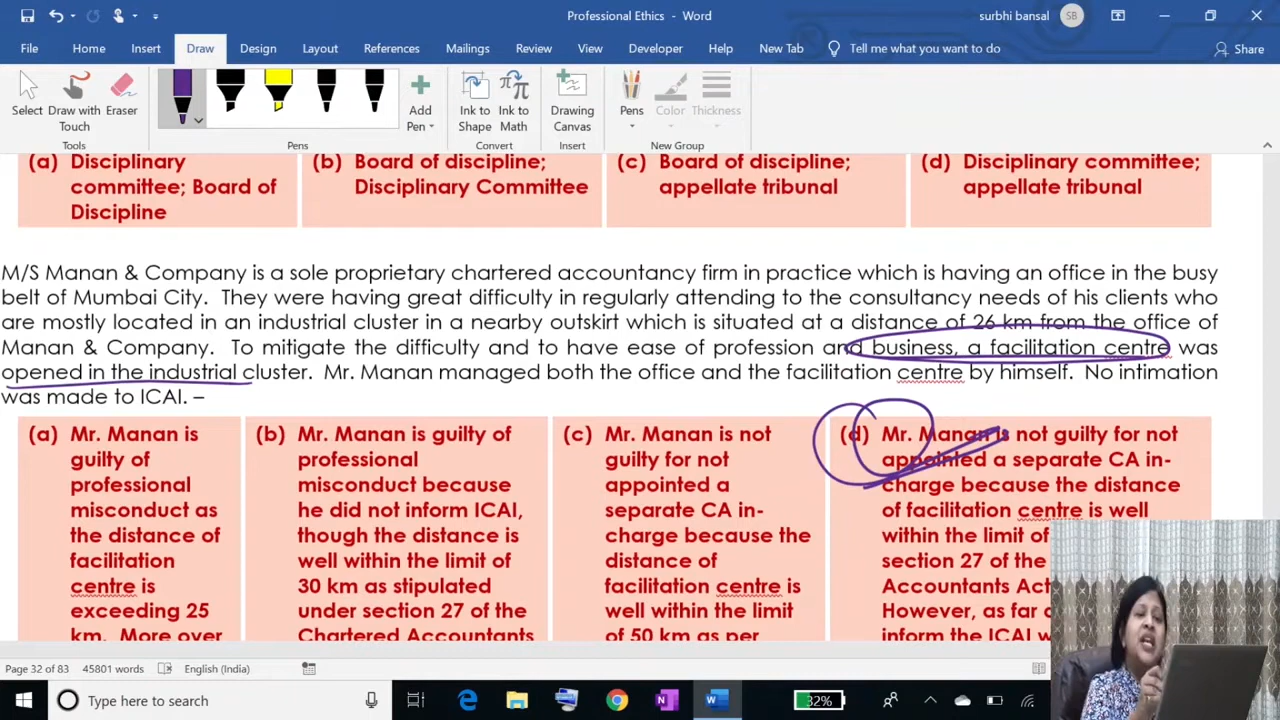 Professional Ethics - Word
surbhi bansal
SB
File Home Insert Draw Design Layout References Mailings Review View Developer Help New Tab Tell me what you want to do Share
Select Draw with Touch Eraser
Add Pen
Ink to Shape Ink to Math
Drawing Canvas
Pens Color Thickness
Tools Pens Convert Insert New Group
(a) Disciplinary
committee; Board of
Discipline
(b) Board of discipline;
Disciplinary Committee
(c) Board of discipline;
appellate tribunal
(d) Disciplinary committee;
appellate tribunal
M/S Manan & Company is a sole proprietary chartered accountancy firm in practice which is having an office in the busy
belt of Mumbai City. They were having great difficulty in regularly attending to the consultancy needs of his clients who
are mostly located in an industrial cluster in a nearby outskirt which is situated at a distance of 26 km from the office of
Manan & Company. To mitigate the difficulty and to have ease of profession and business, a facilitation centre was
opened in the industrial cluster. Mr. Manan managed both the office and the facilitation centre by himself. No intimation
was made to ICAI. –
(a) Mr. Manan is
guilty of
professional
misconduct as
the distance of
facilitation
centre is
exceeding 25
km. More over
(b) Mr. Manan is guilty of
professional
misconduct because
he did not inform ICAI,
though the distance is
well within the limit of
30 km as stipulated
under section 27 of the
Chartered Accountants
(c) Mr. Manan is not
guilty for not
appointed a
separate CA in-
charge because the
distance of
facilitation centre is
well within the limit
of 50 km as per
(d) Mr. Manan is not guilty for not
appointed a separate CA in-
charge because the distance
of facilitation centre is well
within the limit of
section 27 of the
Accountants Act
However, as far
inform the ICAI
Page 32 of 83 45801 words English (India)
Type here to search
32%